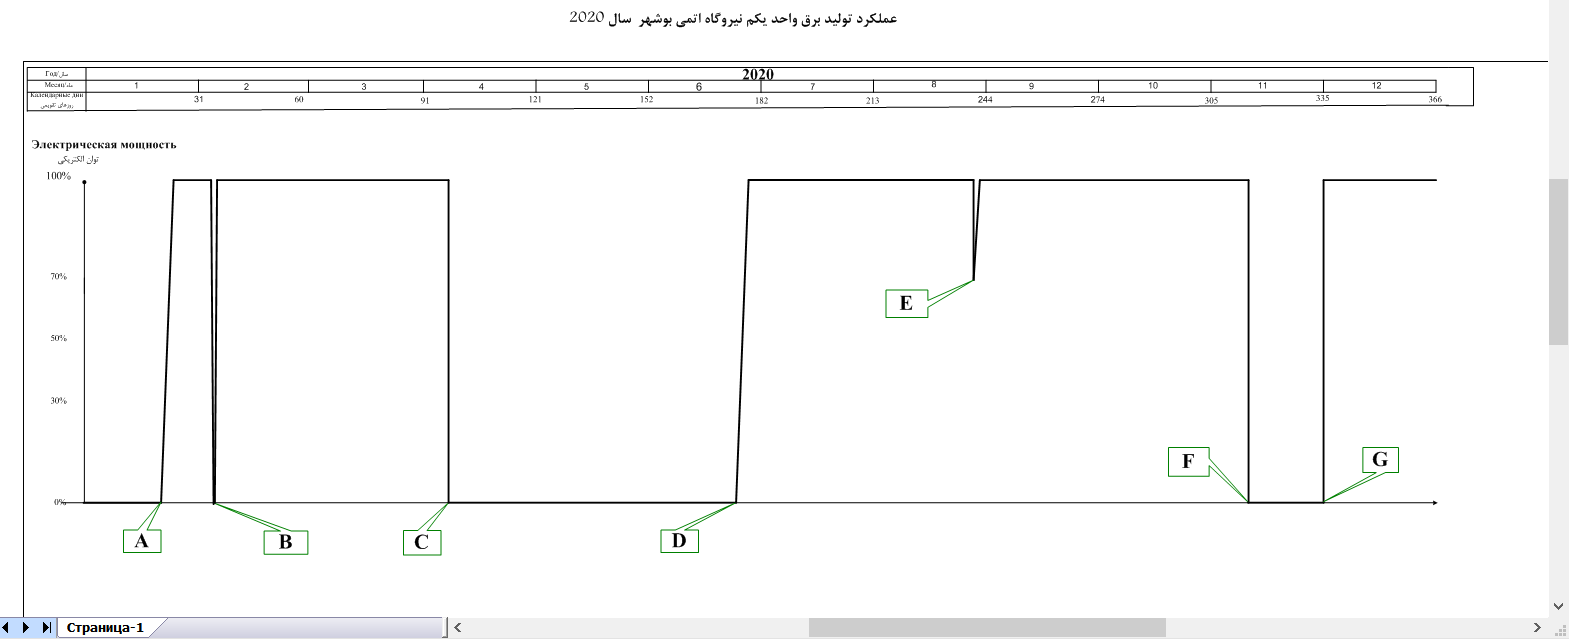 عملکرد تولید برق واحد یکم نیروگاه اتمی بوشهر سال 2020
Год/سال 2020
Месяц/ماه 1 2 3 4 5 6 7 8 9 10 11 12
Календарные дни 31 60 91 121 152 182 213 244 274 305 335 366
روزهای تقویمی
Электрическая мощность
توان الکتریکی
100%
70%
E
50%
30%
F G
0%
A B C D
Страница-1